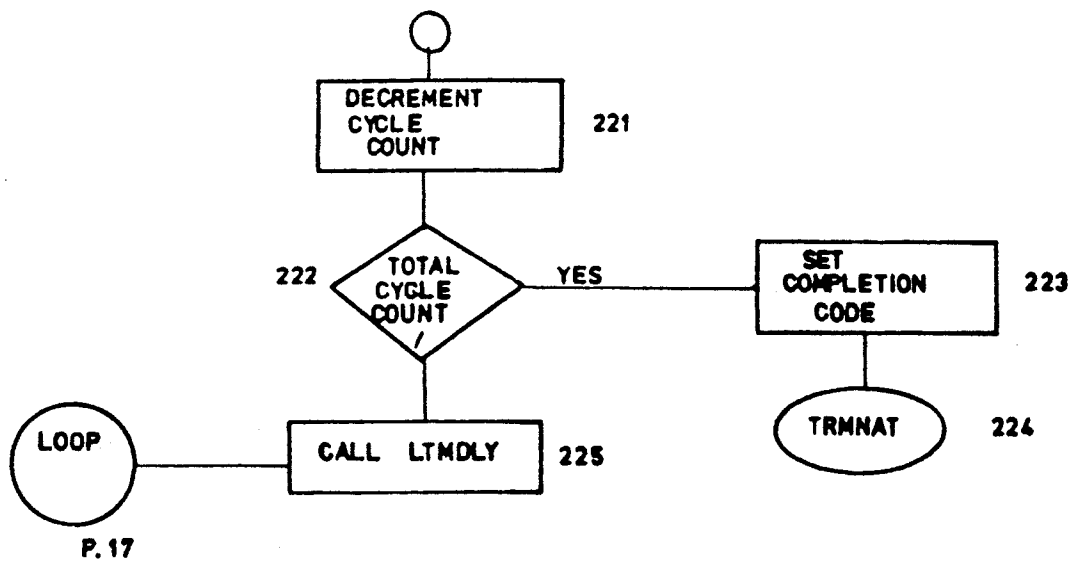 DECREMENT
CYCLE
COUNT
221
222
TOTAL
CYCLE
COUNT
/
YES
SET
COMPLETION
CODE
223
TRMNAT
224
LOOP
CALL LTMDLY
225
P. 17